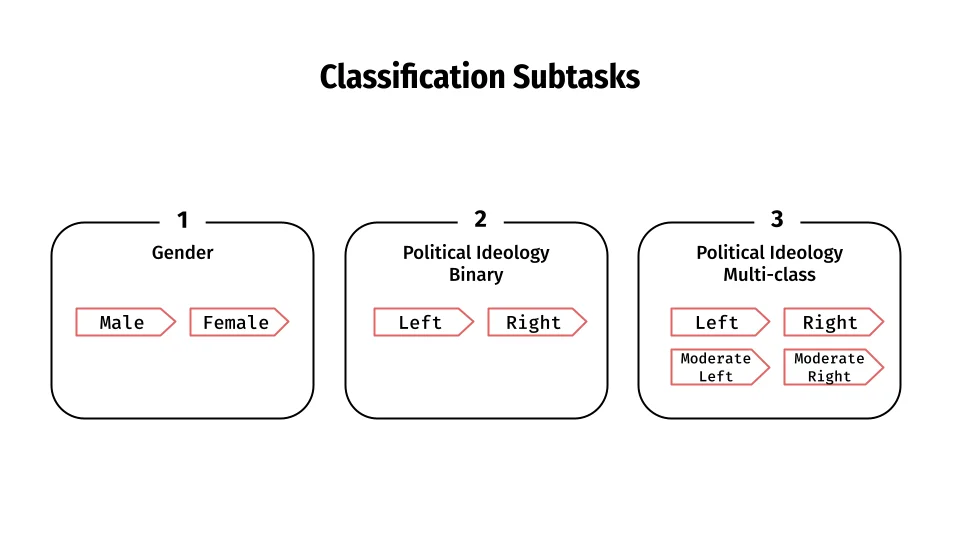 Classification Subtasks
1
Gender
Male
Female
2
Political Ideology
Binary
Left
Right
3
Political Ideology
Multi-class
Left
Right
Moderate
Left
Moderate
Right